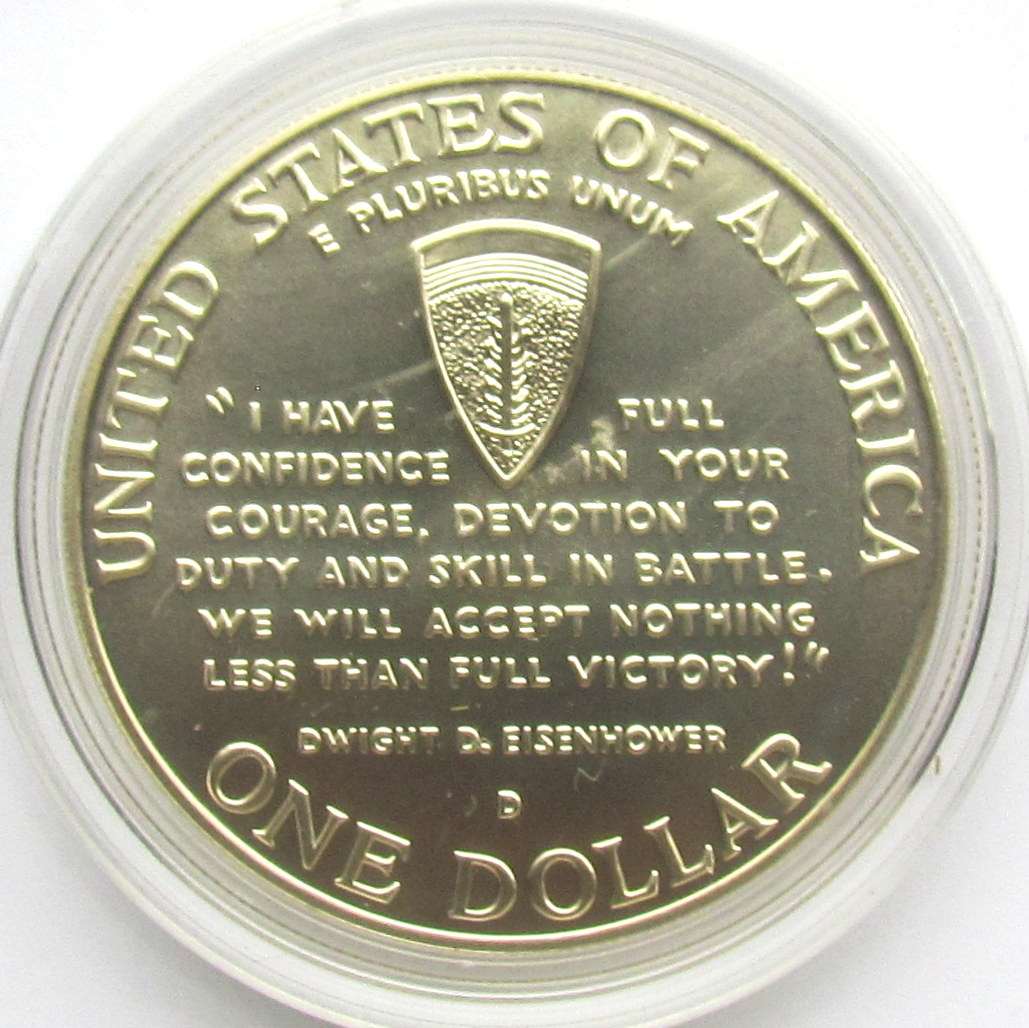 UNITED STATES OF AMERICA
E PLURIBUS UNUM
"I HAVE FULL
CONFIDENCE IN YOUR
COURAGE, DEVOTION TO
DUTY AND SKILL IN BATTLE.
WE WILL ACCEPT NOTHING
LESS THAN FULL VICTORY!"
DWIGHT D. EISENHOWER
D
ONE DOLLAR